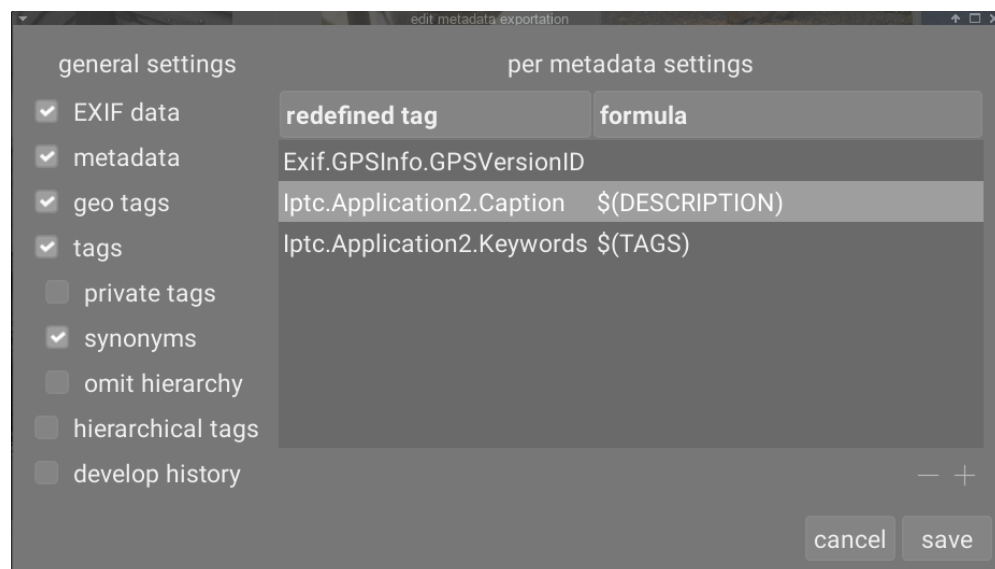 edit metadata exportation
general settings
per metadata settings
EXIF data
metadata
geo tags
tags
private tags
synonyms
omit hierarchy
hierarchical tags
develop history
redefined tag formula
Exif.GPSInfo.GPSVersionID
Iptc.Application2.Caption $(DESCRIPTION)
Iptc.Application2.Keywords $(TAGS)
cancel save